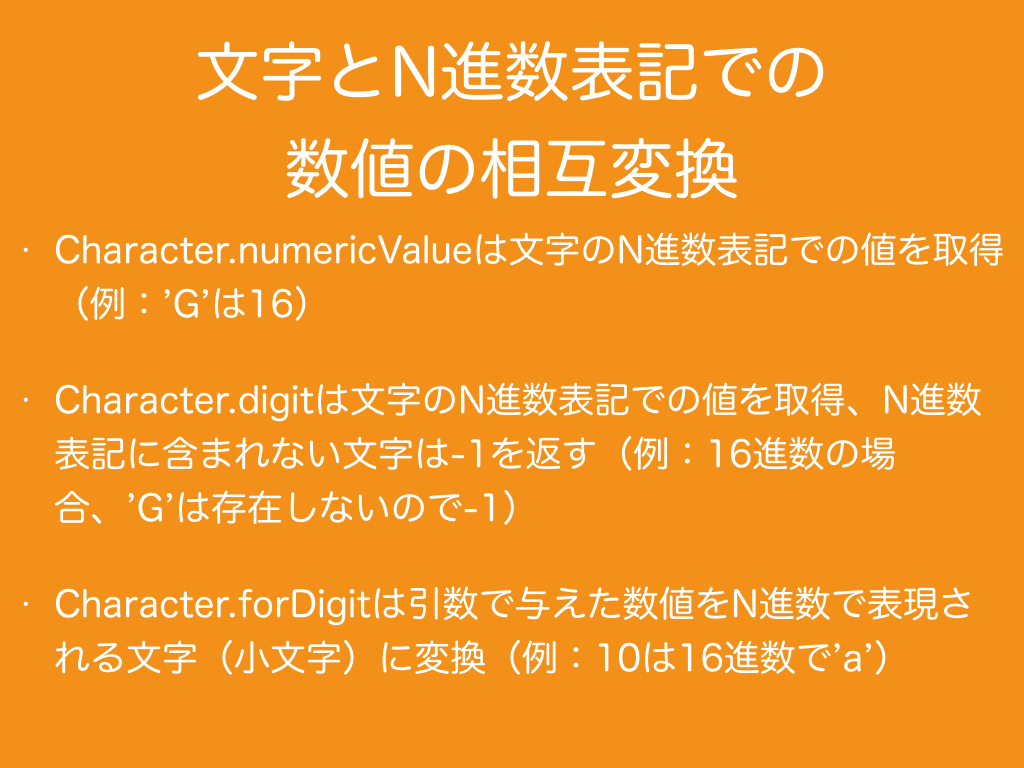 文字とN進数表記での
数値の相互変換
· Character.numericValueは文字のN進数表記での値を取得
（例：’G’は16）
· Character.digitは文字のN進数表記での値を取得、N進数
表記に含まれない文字は-1を返す（例：16進数の場
合、’G’は存在しないので-1）
· Character.forDigitは引数で与えた数値をN進数で表現さ
れる文字（小文字）に変換（例：10は16進数で’a’）